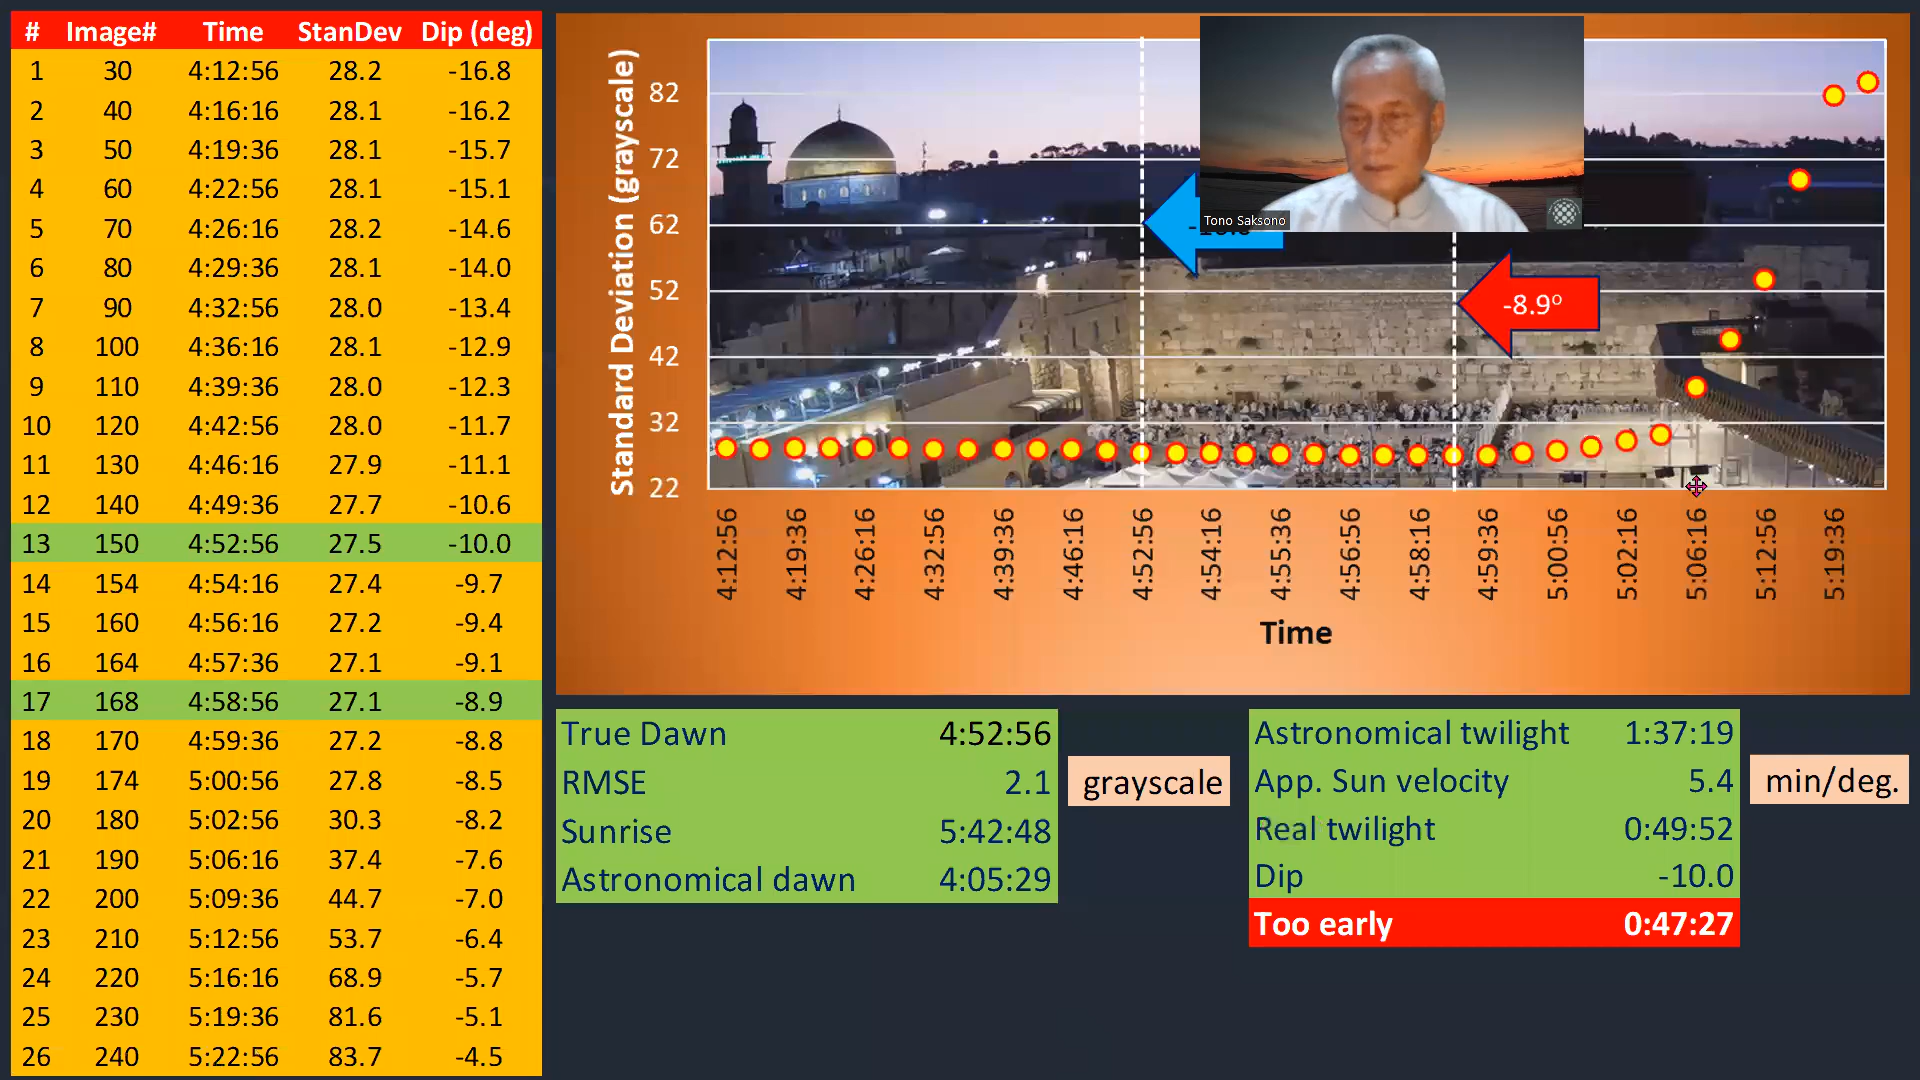 # Image# Time StanDev Dip (deg)
1 30 4:12:56 28.2 -16.8
2 40 4:16:16 28.1 -16.2
3 50 4:19:36 28.1 -15.7
4 60 4:22:56 28.1 -15.1
5 70 4:26:16 28.2 -14.6
6 80 4:29:36 28.1 -14.0
7 90 4:32:56 28.0 -13.4
8 100 4:36:16 28.1 -12.9
9 110 4:39:36 28.0 -12.3
10 120 4:42:56 28.0 -11.7
11 130 4:46:16 27.9 -11.1
12 140 4:49:36 27.7 -10.6
13 150 4:52:56 27.5 -10.0
14 154 4:54:16 27.4 -9.7
15 160 4:56:16 27.2 -9.4
16 164 4:57:36 27.1 -9.1
17 168 4:58:56 27.1 -8.9
18 170 4:59:36 27.2 -8.8
19 174 5:00:56 27.8 -8.5
20 180 5:02:56 30.3 -8.2
21 190 5:06:16 37.4 -7.6
22 200 5:09:36 44.7 -7.0
23 210 5:12:56 53.7 -6.4
24 220 5:16:16 68.9 -5.7
25 230 5:19:36 81.6 -5.1
26 240 5:22:56 83.7 -4.5
Standard Deviation (grayscale)
82
72
62
52
42
32
22
Tono Saksono
-8.9º
4:12:56 4:19:36 4:26:16 4:32:56 4:39:36 4:46:16 4:52:56 4:54:16 4:55:36 4:56:56 4:58:16 4:59:36 5:00:56 5:02:16 5:06:16 5:12:56 5:19:36
Time
True Dawn 4:52:56
RMSE 2.1
grayscale
Sunrise 5:42:48
Astronomical dawn 4:05:29
Astronomical twilight 1:37:19
App. Sun velocity 5.4
min/deg.
Real twilight 0:49:52
Dip -10.0
Too early 0:47:27